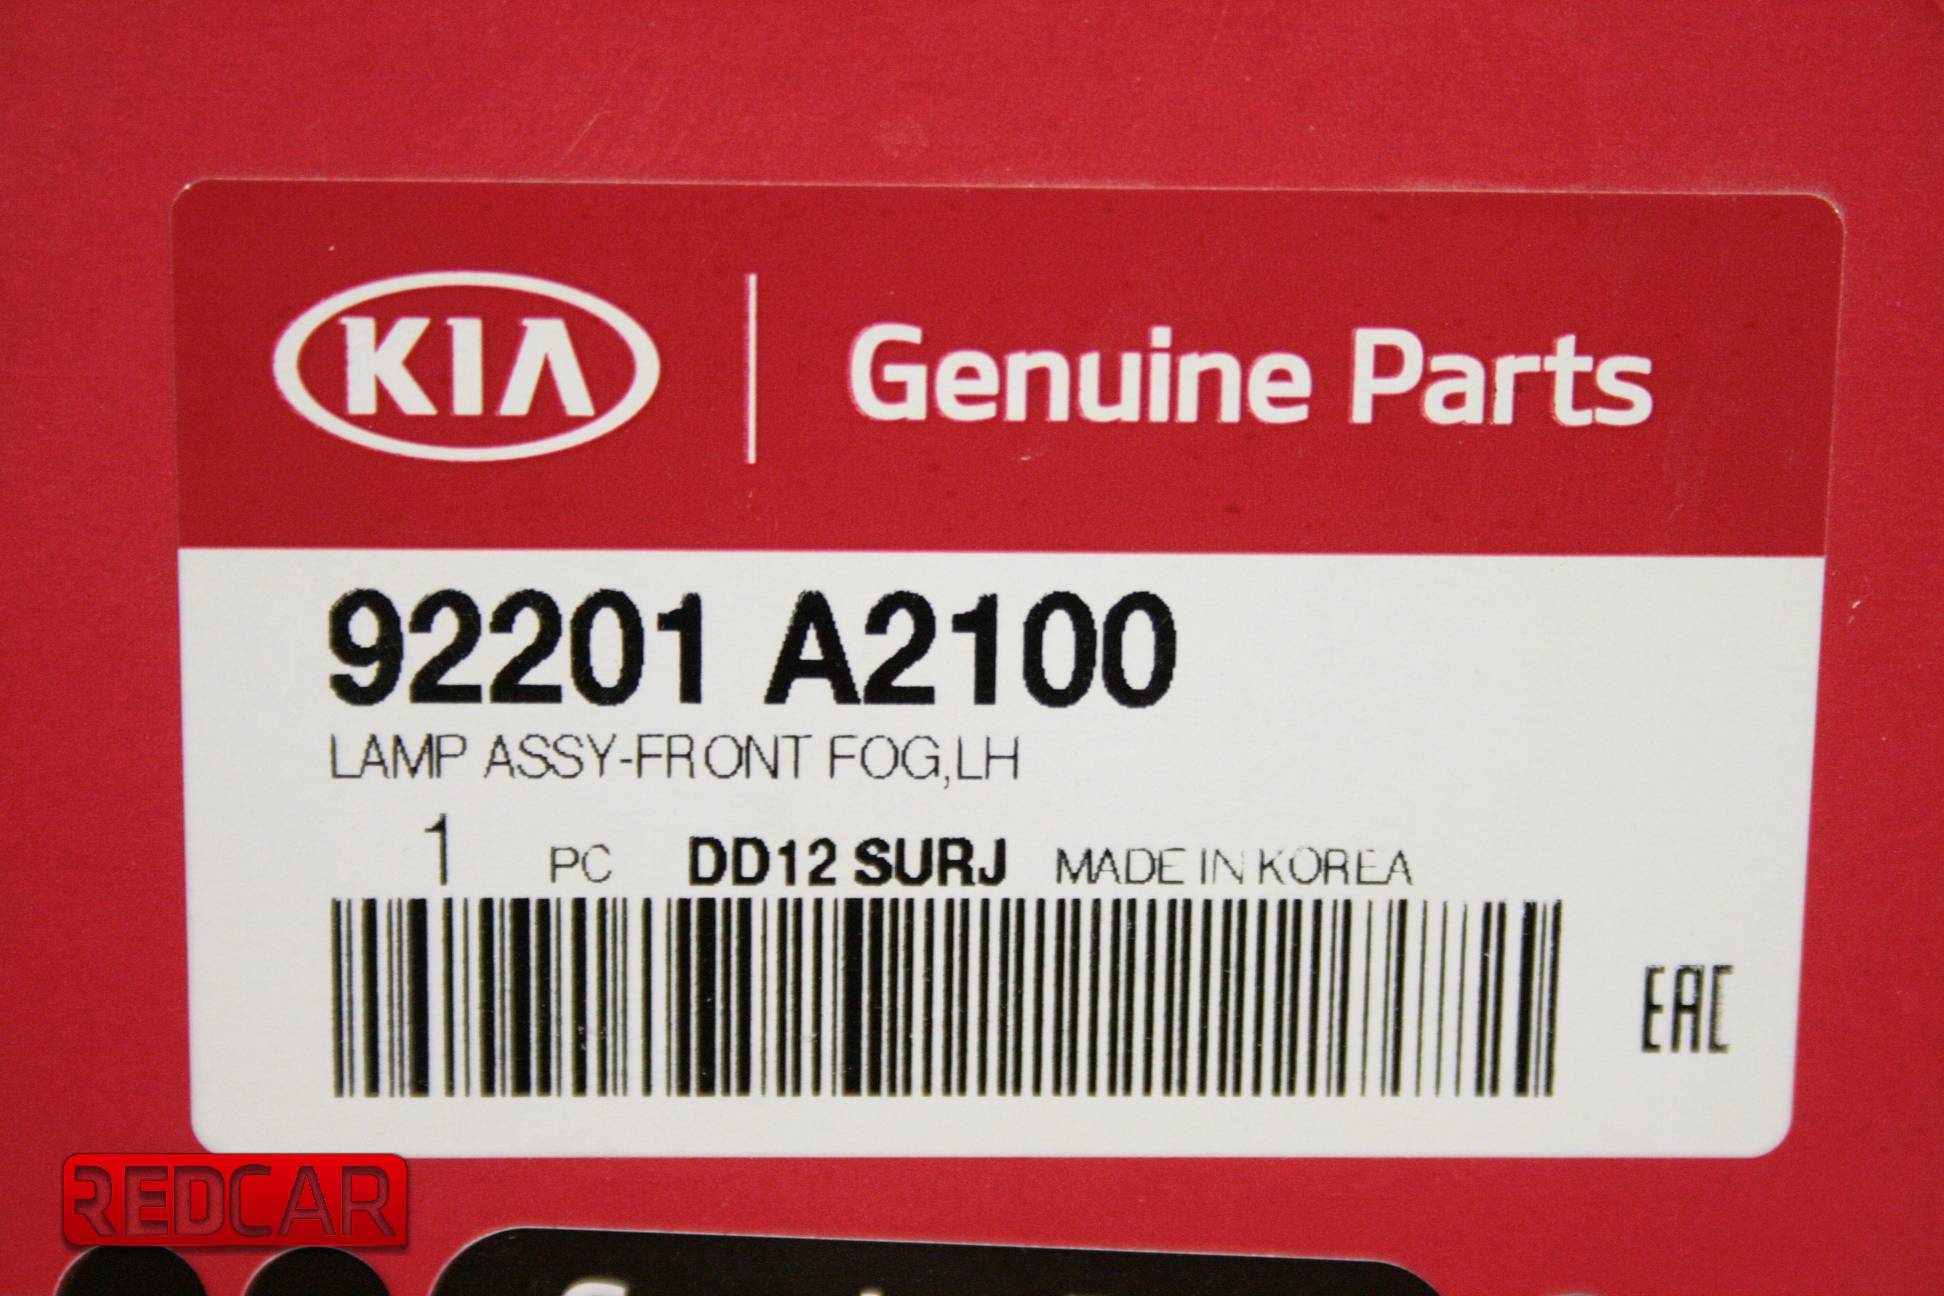 KIA
Genuine Parts
92201 A2100
LAMP ASSY-FRONT FOG,LH
1 PC DD12 SURJ MADE IN KOREA
EAC
REDCAR